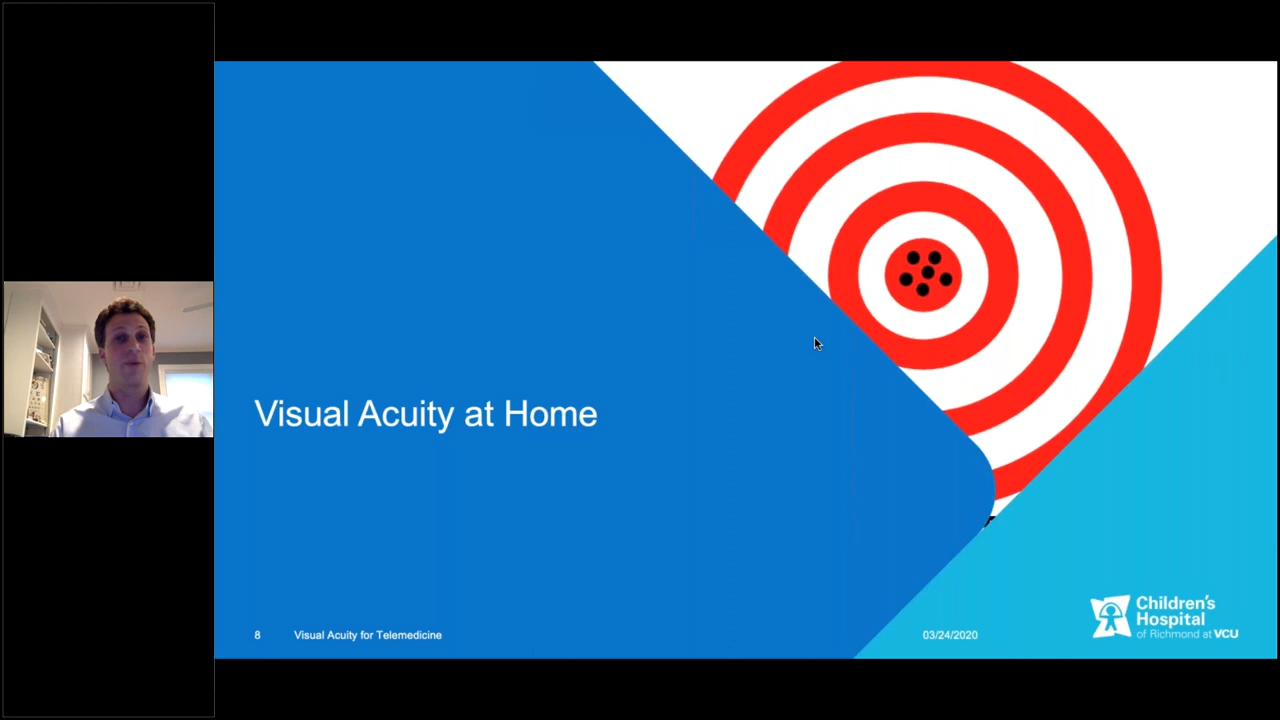 Visual Acuity at Home
8 Visual Acuity for Telemedicine 03/24/2020
Children's
Hospital
of Richmond at VCU